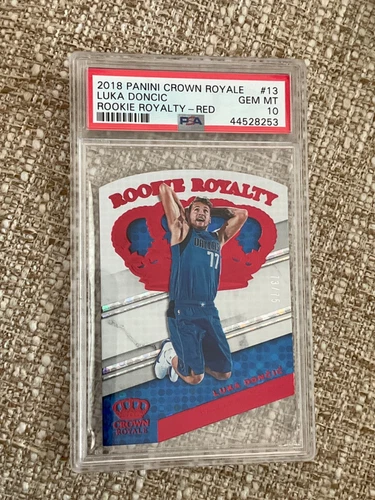 2018 PANINI CROWN ROYALE #13
LUKA DONCIC GEM MT
ROOKIE ROYALTY-RED 10
PSA 44528253
ROOKIE ROYALTY
DALLAS
77
LUKA DONCIC
CROWN
ROYALE